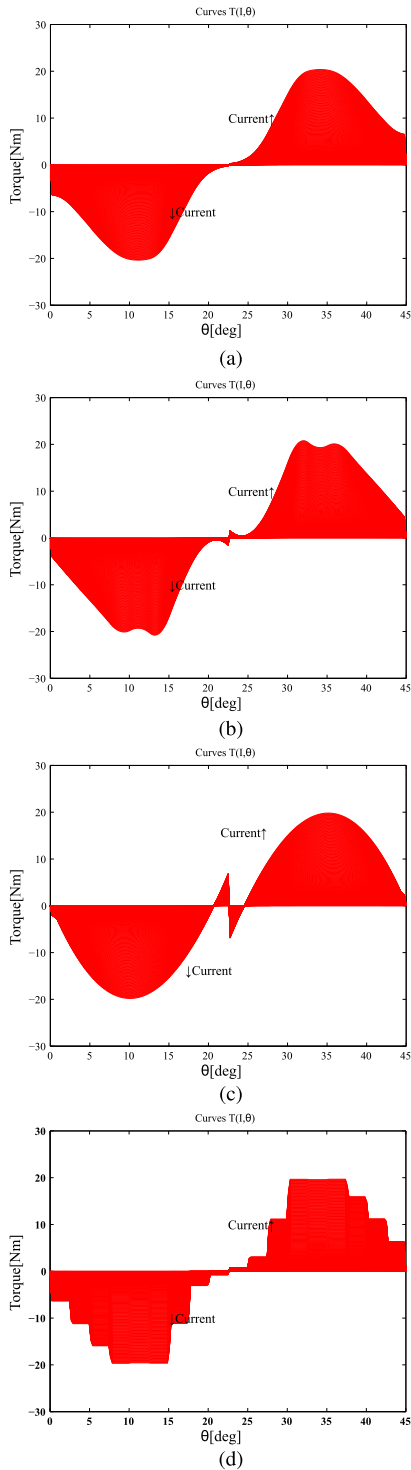 Curves T(I,θ)
30
20
10
0
−10
−20
−30
Torque[Nm]
Current↑
↓Current
0 5 10 15 20 25 30 35 40 45
θ[deg]
(a)
Curves T(I,θ)
30
20
10
0
−10
−20
−30
Torque[Nm]
Current↑
↓Current
0 5 10 15 20 25 30 35 40 45
θ[deg]
(b)
Curves T(I,θ)
30
20
10
0
−10
−20
−30
Torque[Nm]
Current↑
↓Current
0 5 10 15 20 25 30 35 40 45
θ[deg]
(c)
Curves T(I,θ)
30
20
10
0
−10
−20
−30
Torque[Nm]
Current↑
↓Current
0 5 10 15 20 25 30 35 40 45
θ[deg]
(d)